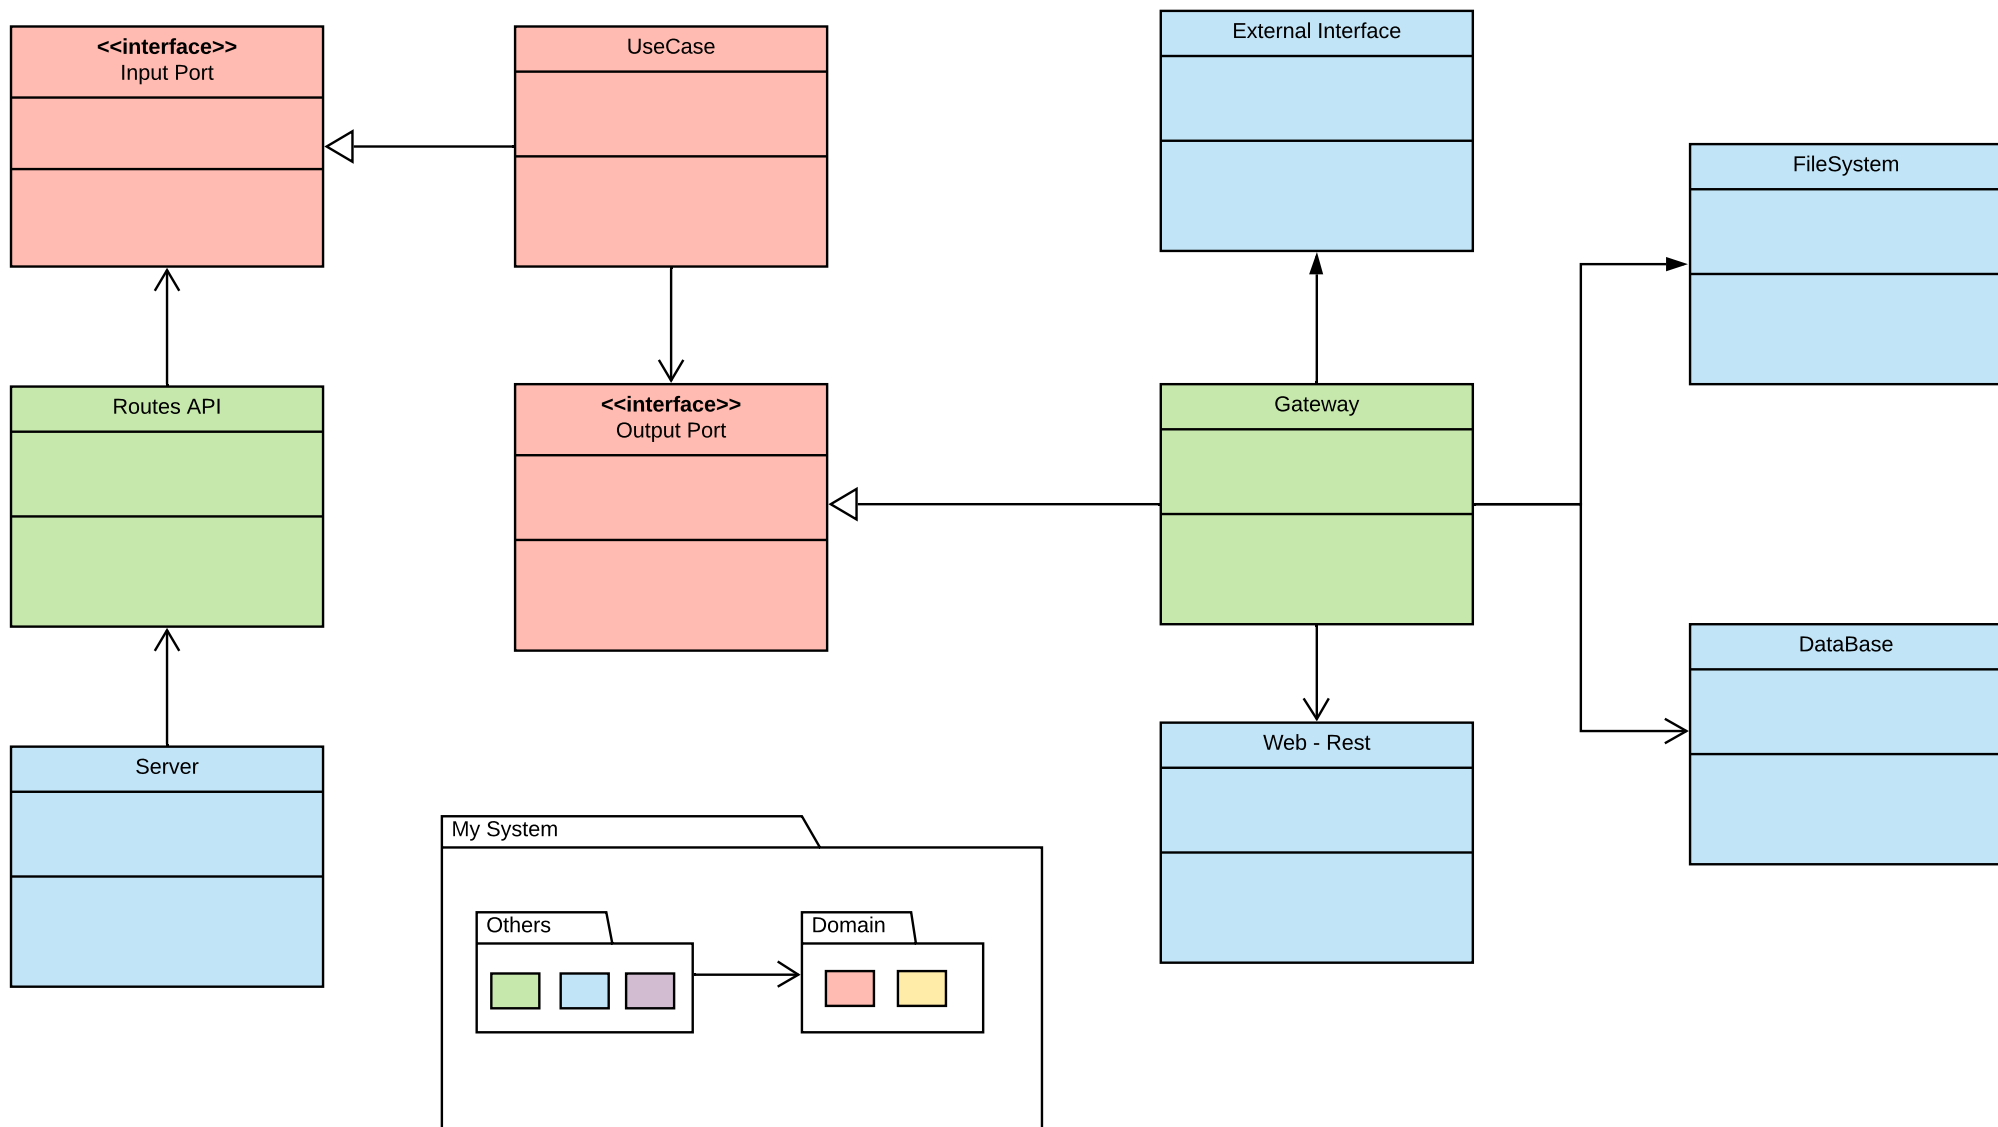 <<interface>>
Input Port
UseCase
External Interface
FileSystem
Routes API
<<interface>>
Output Port
Gateway
DataBase
Server
Web - Rest
My System
Others
Domain